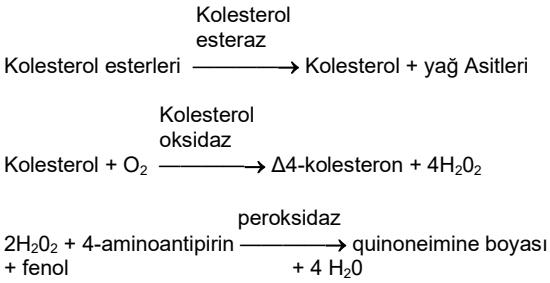 Kolesterol
esteraz
Kolesterol esterleri ⟶ Kolesterol + yağ Asitleri
Kolesterol
oksidaz
Kolesterol + O₂ ⟶ Δ4-kolesteron + 4H₂0₂
peroksidaz
2H₂0₂ + 4-aminoantipirin ⟶ quinoneimine boyası
+ fenol + 4 H₂0